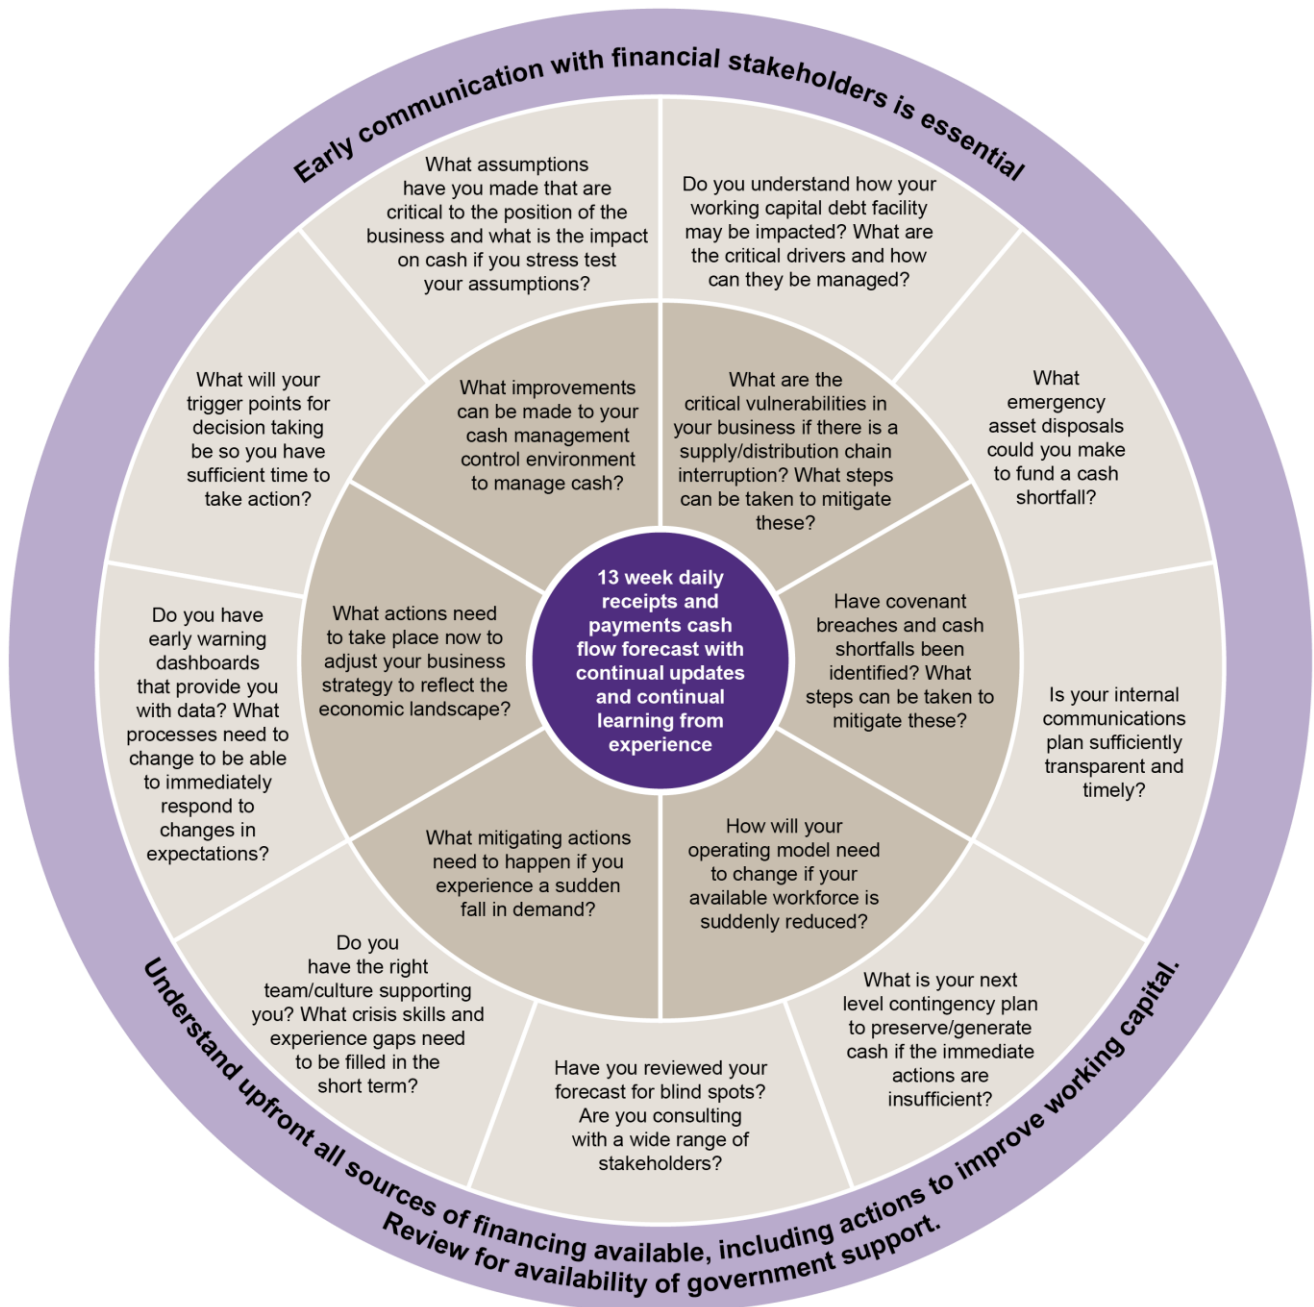 Early communication with financial stakeholders is essential
What assumptions
have you made that are
critical to the position of the
business and what is the impact
on cash if you stress test
your assumptions?
Do you understand how your
working capital debt facility
may be impacted? What are
the critical drivers and how
can they be managed?
What
emergency
asset disposals
could you make
to fund a cash
shortfall?
Is your internal
communications
plan sufficiently
transparent and
timely?
What is your next
level contingency plan
to preserve/generate
cash if the immediate
actions are
insufficient?
Have you reviewed your
forecast for blind spots?
Are you consulting
with a wide range of
stakeholders?
Do you
have the right
team/culture supporting
you? What crisis skills and
experience gaps need
to be filled in the
short term?
Do you have
early warning
dashboards
that provide you
with data? What
processes need to
change to be able
to immediately
respond to
changes in
expectations?
What will your
trigger points for
decision taking
be so you have
sufficient time to
take action?
What improvements
can be made to your
cash management
control environment
to manage cash?
What are the
critical vulnerabilities in
your business if there is a
supply/distribution chain
interruption? What steps
can be taken to mitigate
these?
Have covenant
breaches and cash
shortfalls been
identified? What
steps can be taken to
mitigate these?
How will your
operating model need
to change if your
available workforce is
suddenly reduced?
What mitigating actions
need to happen if you
experience a sudden
fall in demand?
What actions need
to take place now to
adjust your business
strategy to reflect the
economic landscape?
13 week daily
receipts and
payments cash
flow forecast with
continual updates
and continual
learning from
experience
Understand upfront all sources of financing available, including actions to improve working capital.
Review for availability of government support.